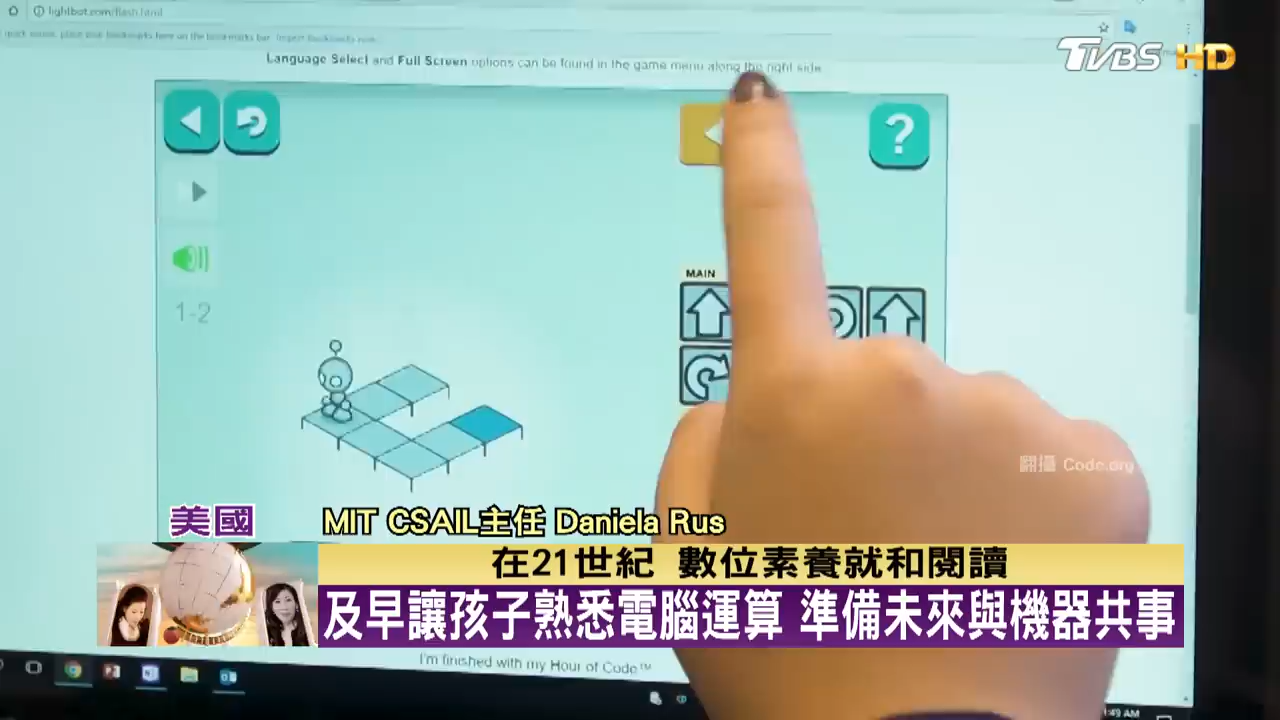 lightbot.com/flash.html
Language Select and Full Screen options can be found in the game menu along the right side
TVBS HD
?
MAIN
1-2
翻攝 Code.org
美國
MIT CSAIL主任 Daniela Rus
在21世紀 數位素養就和閱讀
及早讓孩子熟悉電腦運算 準備未來與機器共事
I'm finished with my Hour of Code™
:49 AM